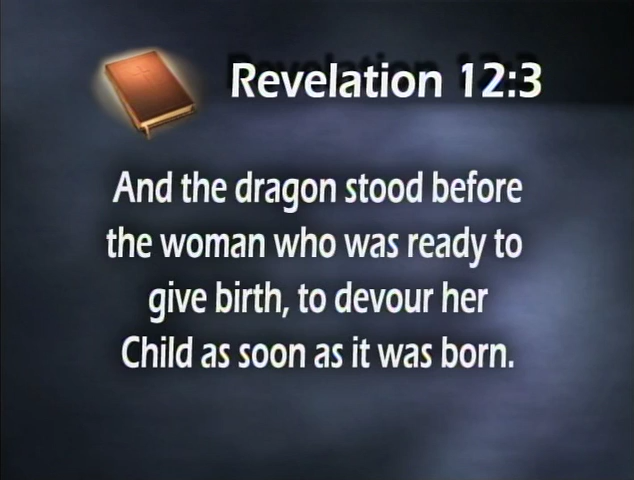 Revelation 12:3
And the dragon stood before
the woman who was ready to
give birth, to devour her
Child as soon as it was born.